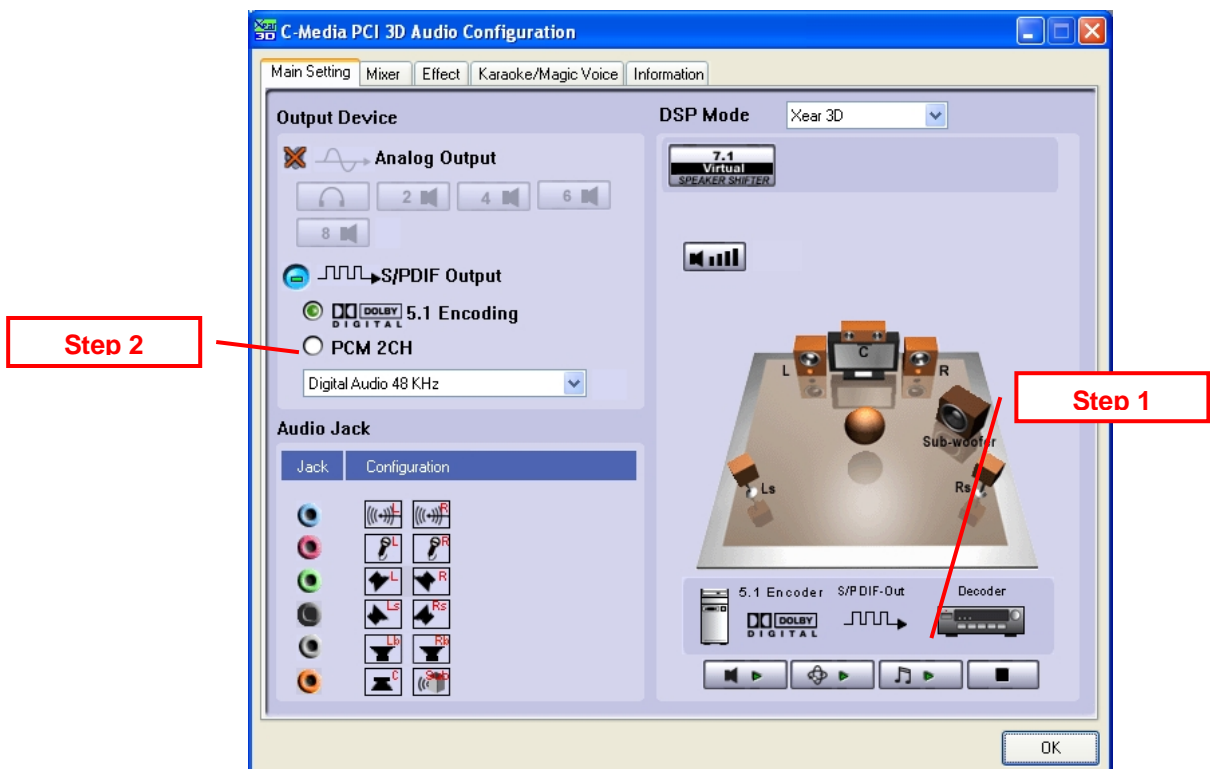 Xear 3D
C-Media PCI 3D Audio Configuration
Main Setting Mixer Effect Karaoke/Magic Voice Information
Output Device
Analog Output
2 4 6
8
S/PDIF Output
DOLBY DIGITAL 5.1 Encoding
PCM 2CH
Digital Audio 48 KHz
Step 2
Audio Jack
Jack Configuration
L R
L R
L R
Ls Rs
Lb Rb
C Sub
DSP Mode Xear 3D
7.1
Virtual
SPEAKER SHIFTER
C
L R
Step 1
Sub-woofer
Ls Rs
5.1 Encoder S/PDIF-Out Decoder
DOLBY
DIGITAL
OK